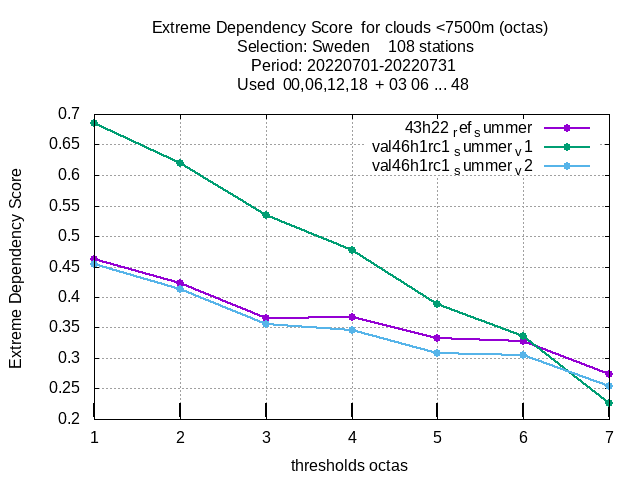 Extreme Dependency Score  for clouds <7500m (octas)
Selection: Sweden    108 stations
Period: 20220701-20220731
Used  00,06,12,18  + 03 06 ... 48
43h22 ref summer
val46h1rc1 summer v1
val46h1rc1 summer v2
0.7
0.65
0.6
0.55
0.5
0.45
0.4
0.35
0.3
0.25
0.2
Extreme Dependency Score
1 2 3 4 5 6 7
thresholds octas